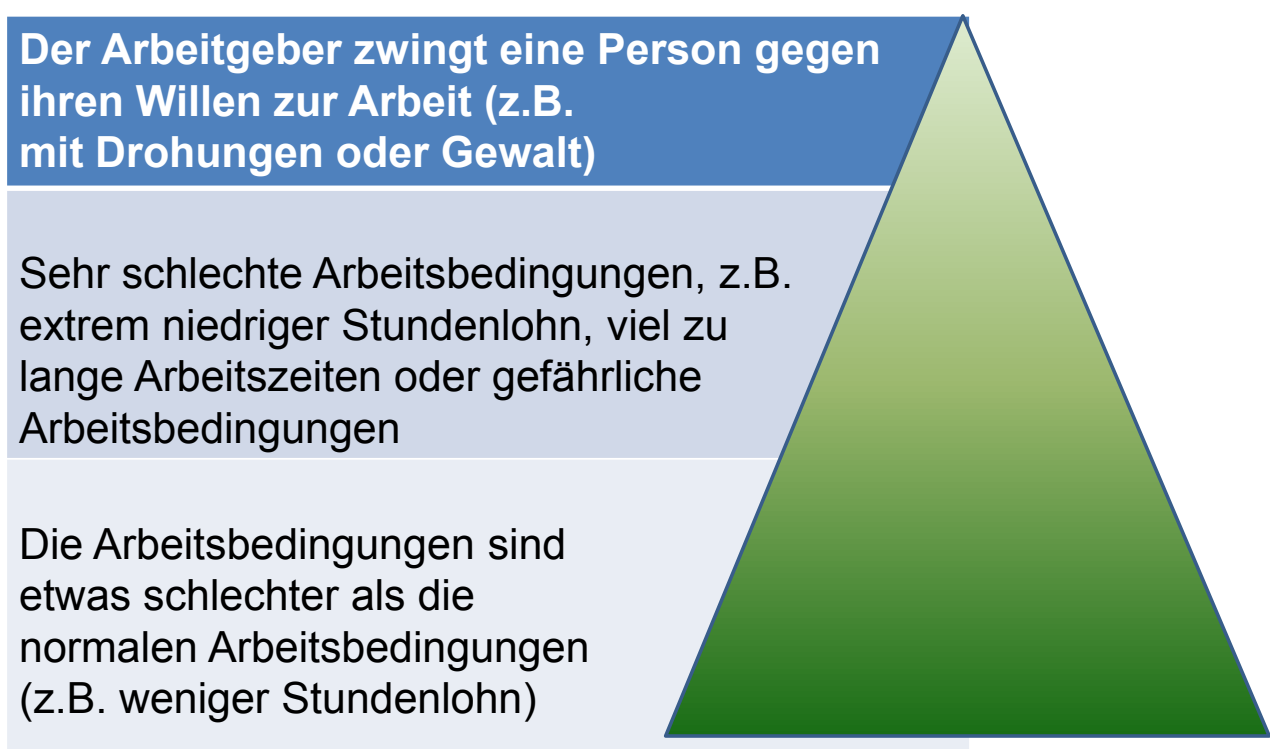 Der Arbeitgeber zwingt eine Person gegen
ihren Willen zur Arbeit (z.B.
mit Drohungen oder Gewalt)
Sehr schlechte Arbeitsbedingungen, z.B.
extrem niedriger Stundenlohn, viel zu
lange Arbeitszeiten oder gefährliche
Arbeitsbedingungen
Die Arbeitsbedingungen sind
etwas schlechter als die
normalen Arbeitsbedingungen
(z.B. weniger Stundenlohn)